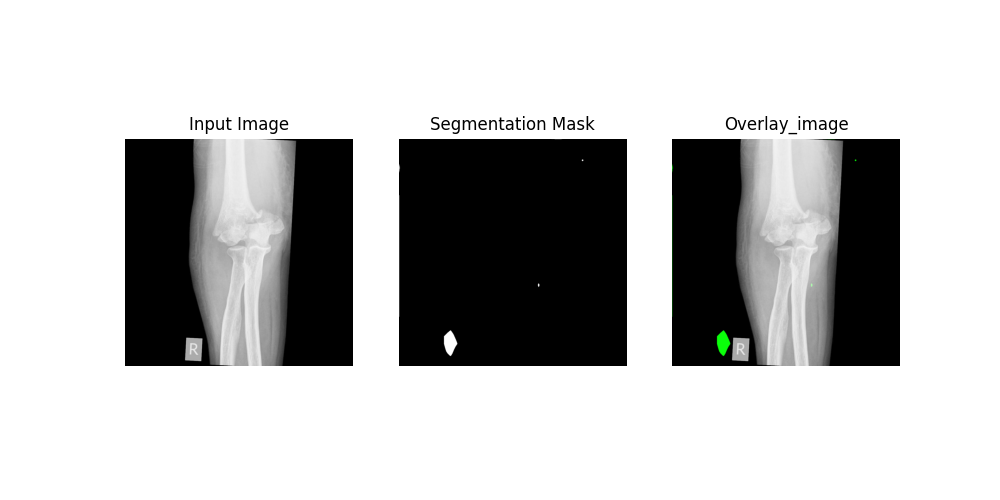 Input Image
Segmentation Mask
Overlay_image
R
R